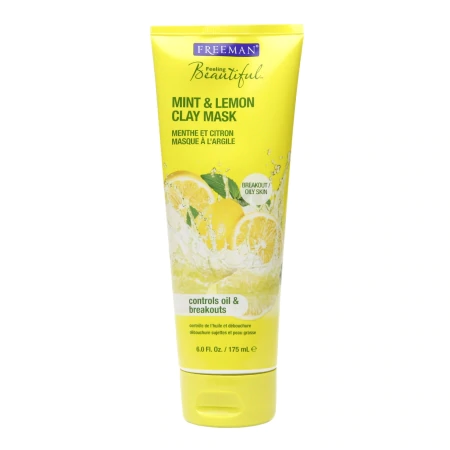 FREEMAN®
Feeling
Beautiful
MINT & LEMON
CLAY MASK
MENTHE ET CITRON
MASQUE À L'ARGILE
BREAKOUT/
OILY SKIN
controls oil &
breakouts
6.0 Fl. Oz. / 175 mL ℮